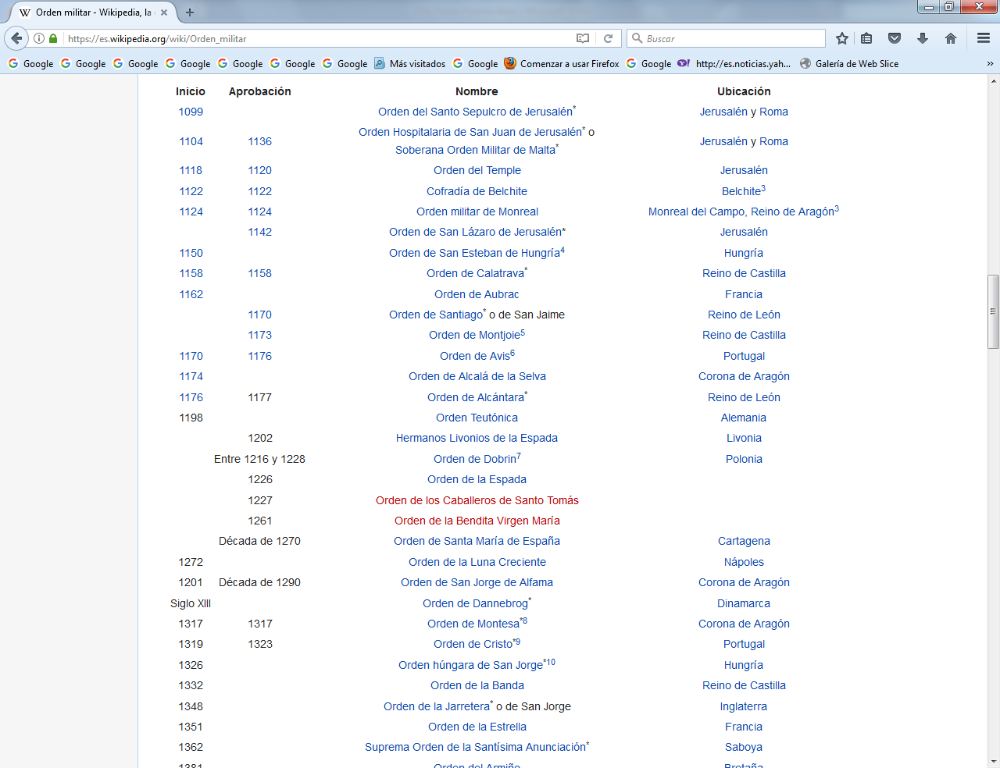 Orden militar - Wikipedia, la
https://es.wikipedia.org/wiki/Orden_militar
Buscar
Google Google Google Google Google Google Google Más visitados Google Comenzar a usar Firefox Google http://es.noticias.yah... Galería de Web Slice »
Inicio Aprobación Nombre Ubicación
1099 Orden del Santo Sepulcro de Jerusalén* Jerusalén y Roma
1104 1136 Orden Hospitalaria de San Juan de Jerusalén* o Jerusalén y Roma
Soberana Orden Militar de Malta*
1118 1120 Orden del Temple Jerusalén
1122 1122 Cofradía de Belchite Belchite3
1124 1124 Orden militar de Monreal Monreal del Campo, Reino de Aragón3
1142 Orden de San Lázaro de Jerusalén* Jerusalén
1150 Orden de San Esteban de Hungría4 Hungría
1158 1158 Orden de Calatrava* Reino de Castilla
1162 Orden de Aubrac Francia
1170 Orden de Santiago* o de San Jaime Reino de León
1173 Orden de Montjoie5 Reino de Castilla
1170 1176 Orden de Avis6 Portugal
1174 Orden de Alcalá de la Selva Corona de Aragón
1176 1177 Orden de Alcántara* Reino de León
1198 Orden Teutónica Alemania
1202 Hermanos Livonios de la Espada Livonia
Entre 1216 y 1228 Orden de Dobrin7 Polonia
1226 Orden de la Espada
1227 Orden de los Caballeros de Santo Tomás
1261 Orden de la Bendita Virgen María
Década de 1270 Orden de Santa María de España Cartagena
1272 Orden de la Luna Creciente Nápoles
1201 Década de 1290 Orden de San Jorge de Alfama Corona de Aragón
Siglo XIII Orden de Dannebrog* Dinamarca
1317 1317 Orden de Montesa*8 Corona de Aragón
1319 1323 Orden de Cristo*9 Portugal
1326 Orden húngara de San Jorge*10 Hungría
1332 Orden de la Banda Reino de Castilla
1348 Orden de la Jarretera* o de San Jorge Inglaterra
1351 Orden de la Estrella Francia
1362 Suprema Orden de la Santísima Anunciación* Saboya
1381 Orden del Armiño Bretaña